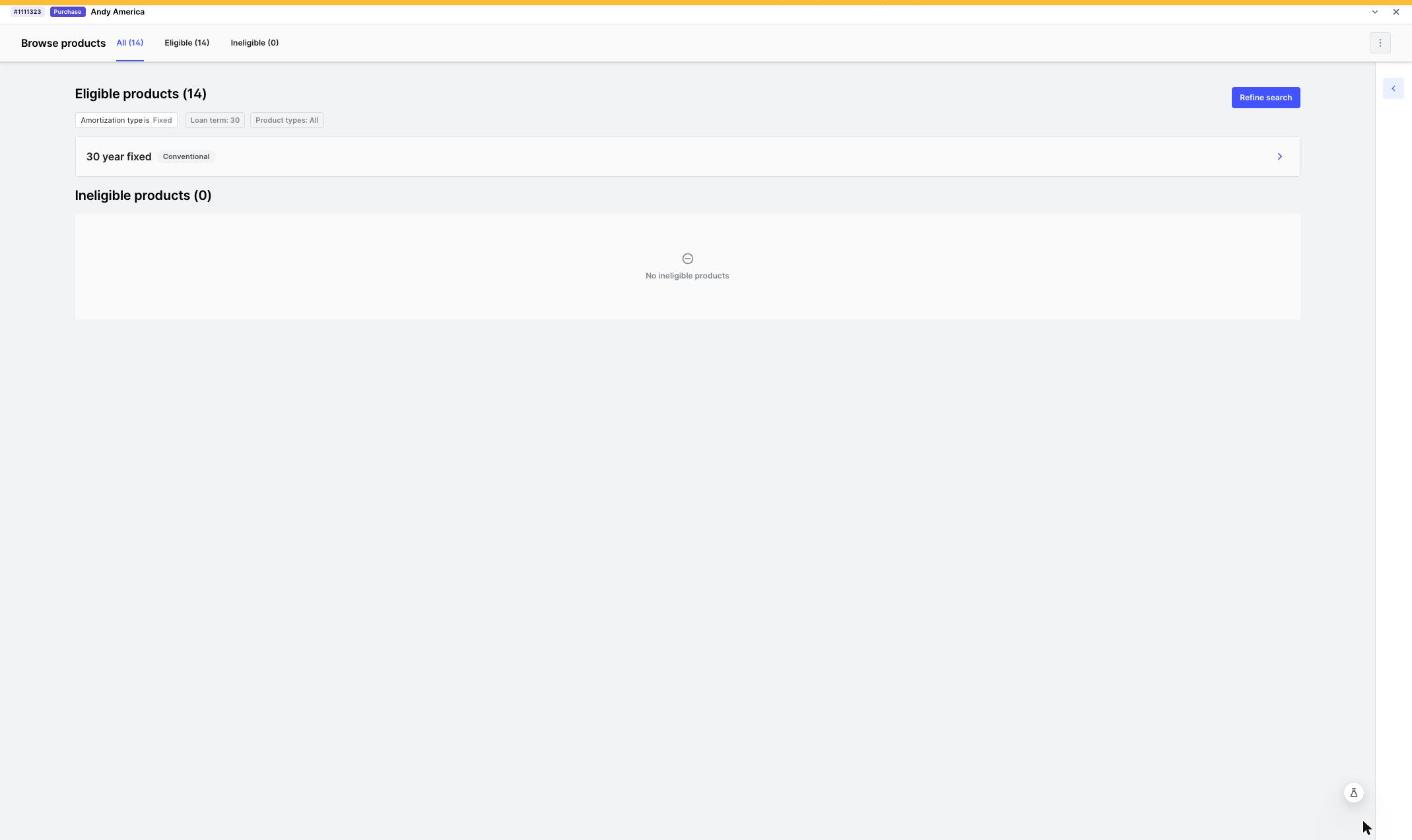 #1111323 Purchase Andy America
Browse products All (14) Eligible (14) Ineligible (0)
Eligible products (14)
Refine search
Amortization type is Fixed Loan term: 30 Product types: All
30 year fixed Conventional
Ineligible products (0)
No ineligible products